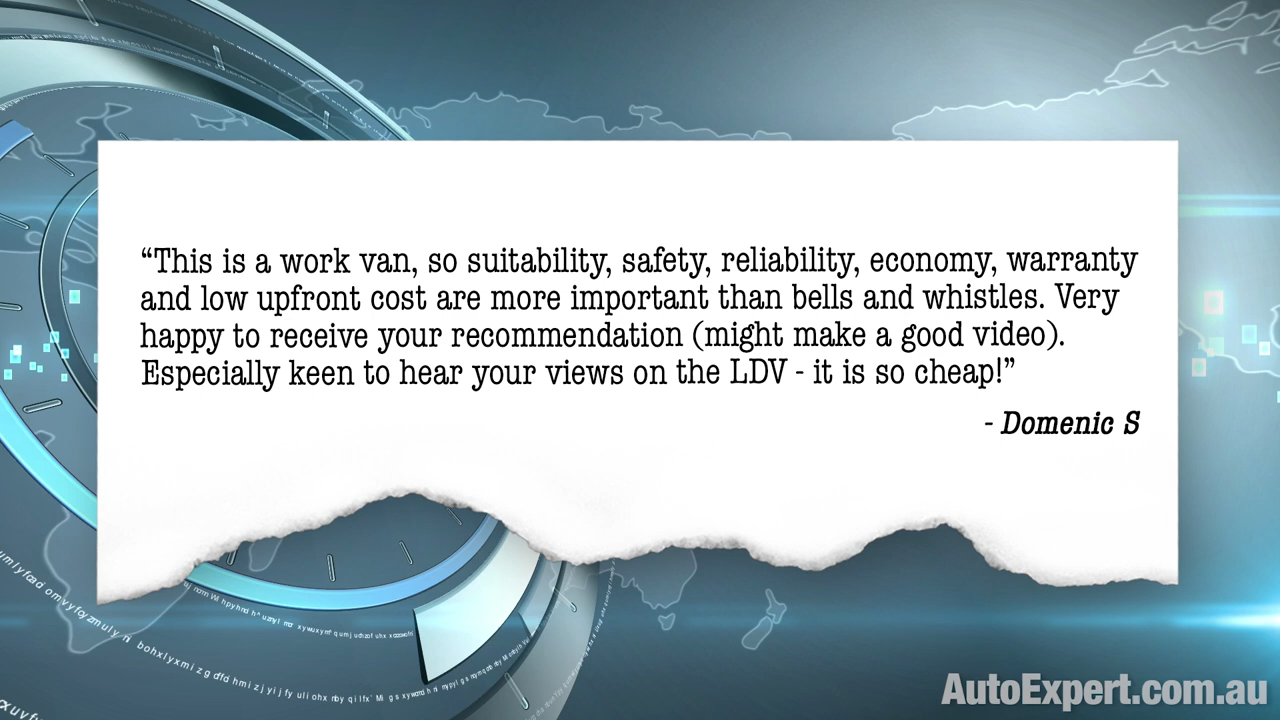 “This is a work van, so suitability, safety, reliability, economy, warranty
and low upfront cost are more important than bells and whistles. Very
happy to receive your recommendation (might make a good video).
Especially keen to hear your views on the LDV - it is so cheap!”
- Domenic S
AutoExpert.com.au